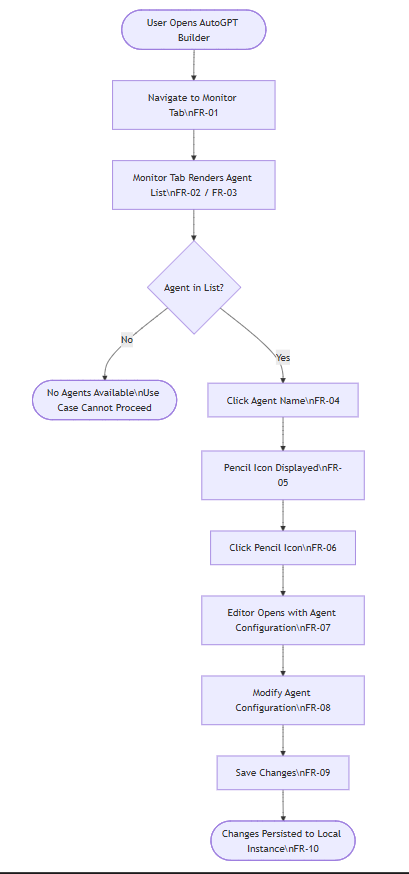 User Opens AutoGPT
Builder
Navigate to Monitor
Tab\nFR-01
Monitor Tab Renders Agent
List\nFR-02 / FR-03
Agent in List?
No
Yes
No Agents Available\nUse
Case Cannot Proceed
Click Agent Name\nFR-04
Pencil Icon Displayed\nFR-
05
Click Pencil Icon\nFR-06
Editor Opens with Agent
Configuration\nFR-07
Modify Agent
Configuration\nFR-08
Save Changes\nFR-09
Changes Persisted to Local
Instance\nFR-10